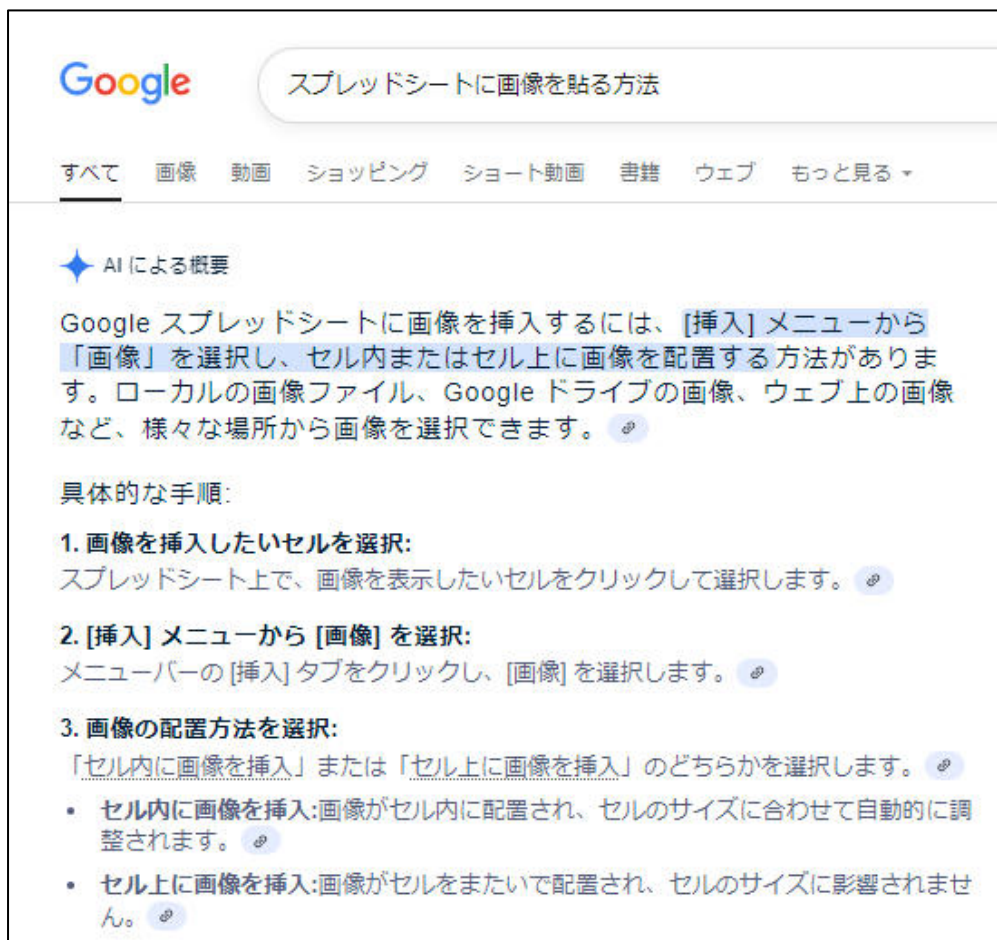 Google
スプレッドシートに画像を貼る方法
すべて 画像 動画 ショッピング ショート動画 書籍 ウェブ もっと見る
AI による概要
Google スプレッドシートに画像を挿入するには、[挿入] メニューから
「画像」を選択し、セル内またはセル上に画像を配置する方法がありま
す。ローカルの画像ファイル、Google ドライブの画像、ウェブ上の画像
など、様々な場所から画像を選択できます。
具体的な手順:
1. 画像を挿入したいセルを選択:
スプレッドシート上で、画像を表示したいセルをクリックして選択します。
2. [挿入] メニューから [画像] を選択:
メニューバーの [挿入] タブをクリックし、[画像] を選択します。
3. 画像の配置方法を選択:
「セル内に画像を挿入」または「セル上に画像を挿入」のどちらかを選択します。
• セル内に画像を挿入:画像がセル内に配置され、セルのサイズに合わせて自動的に調
整されます。
• セル上に画像を挿入:画像がセルをまたいで配置され、セルのサイズに影響されませ
ん。